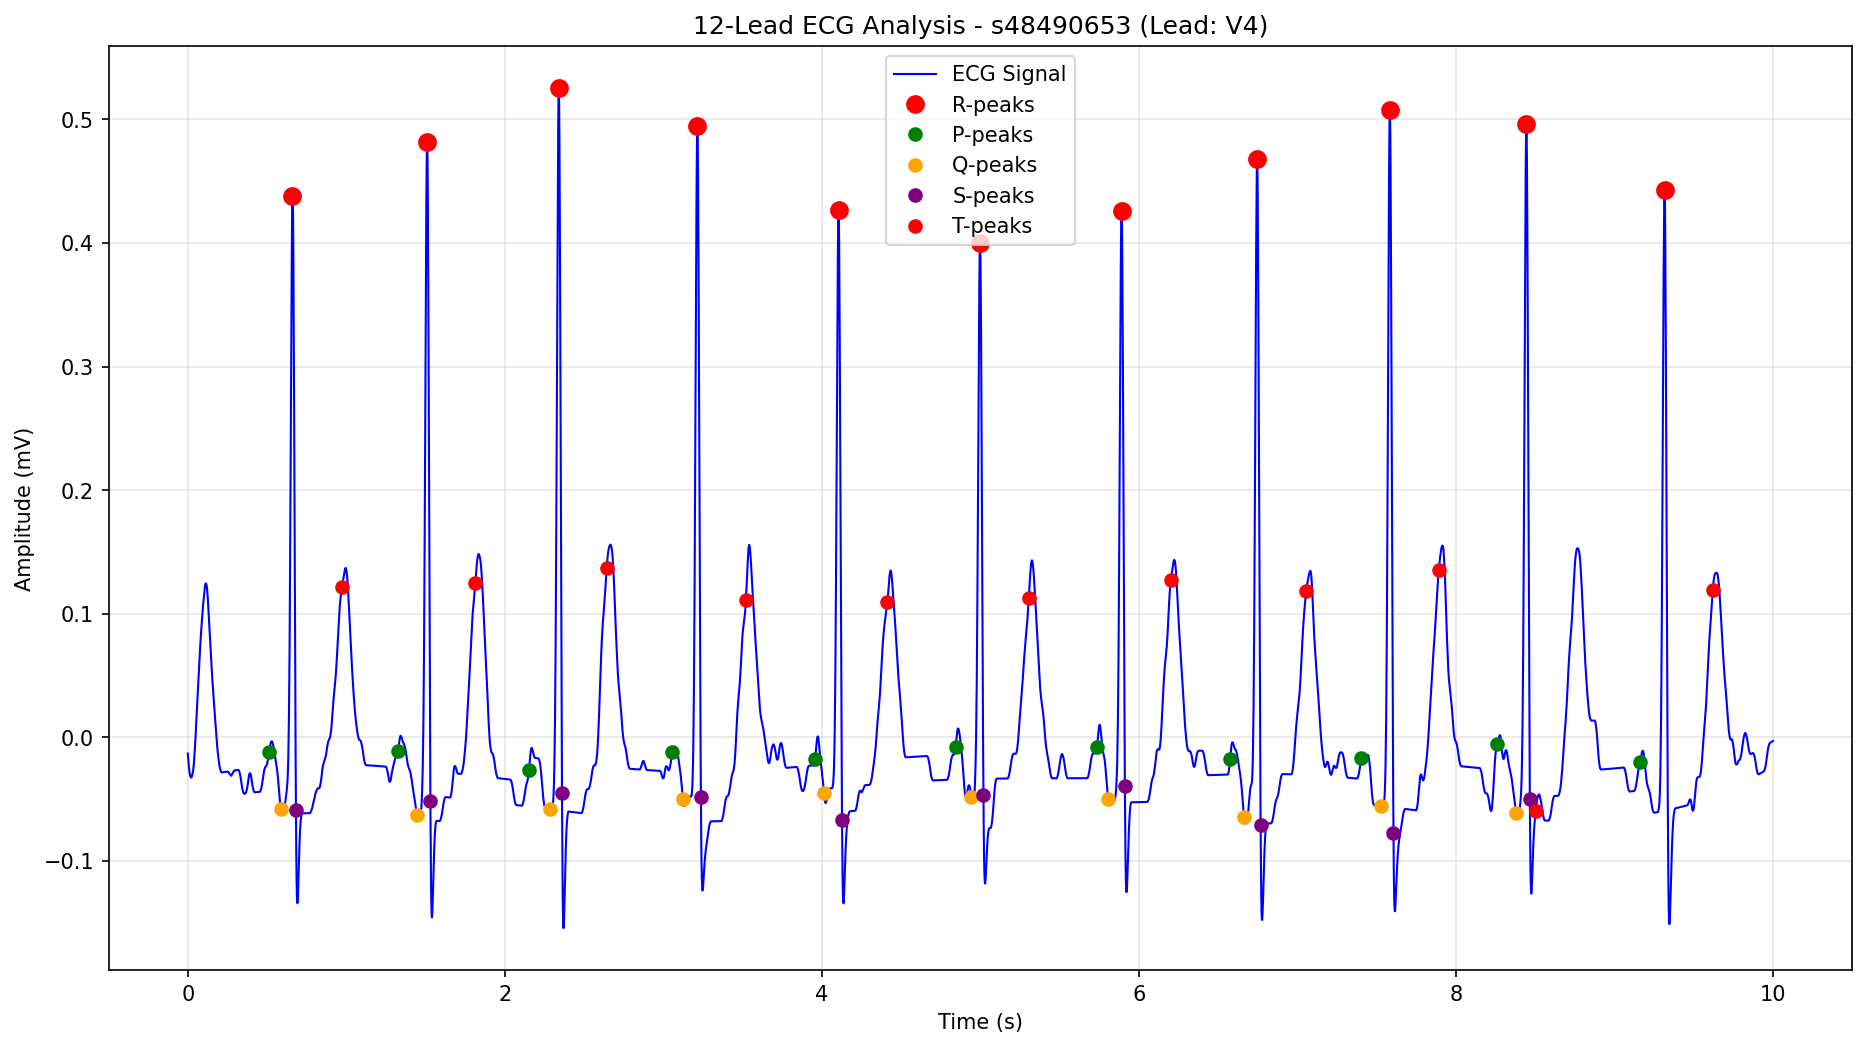 12-Lead ECG Analysis - s48490653 (Lead: V4)
ECG Signal
R-peaks
P-peaks
Q-peaks
S-peaks
T-peaks
Amplitude (mV)
0.5
0.4
0.3
0.2
0.1
0.0
−0.1
0 2 4 6 8 10
Time (s)